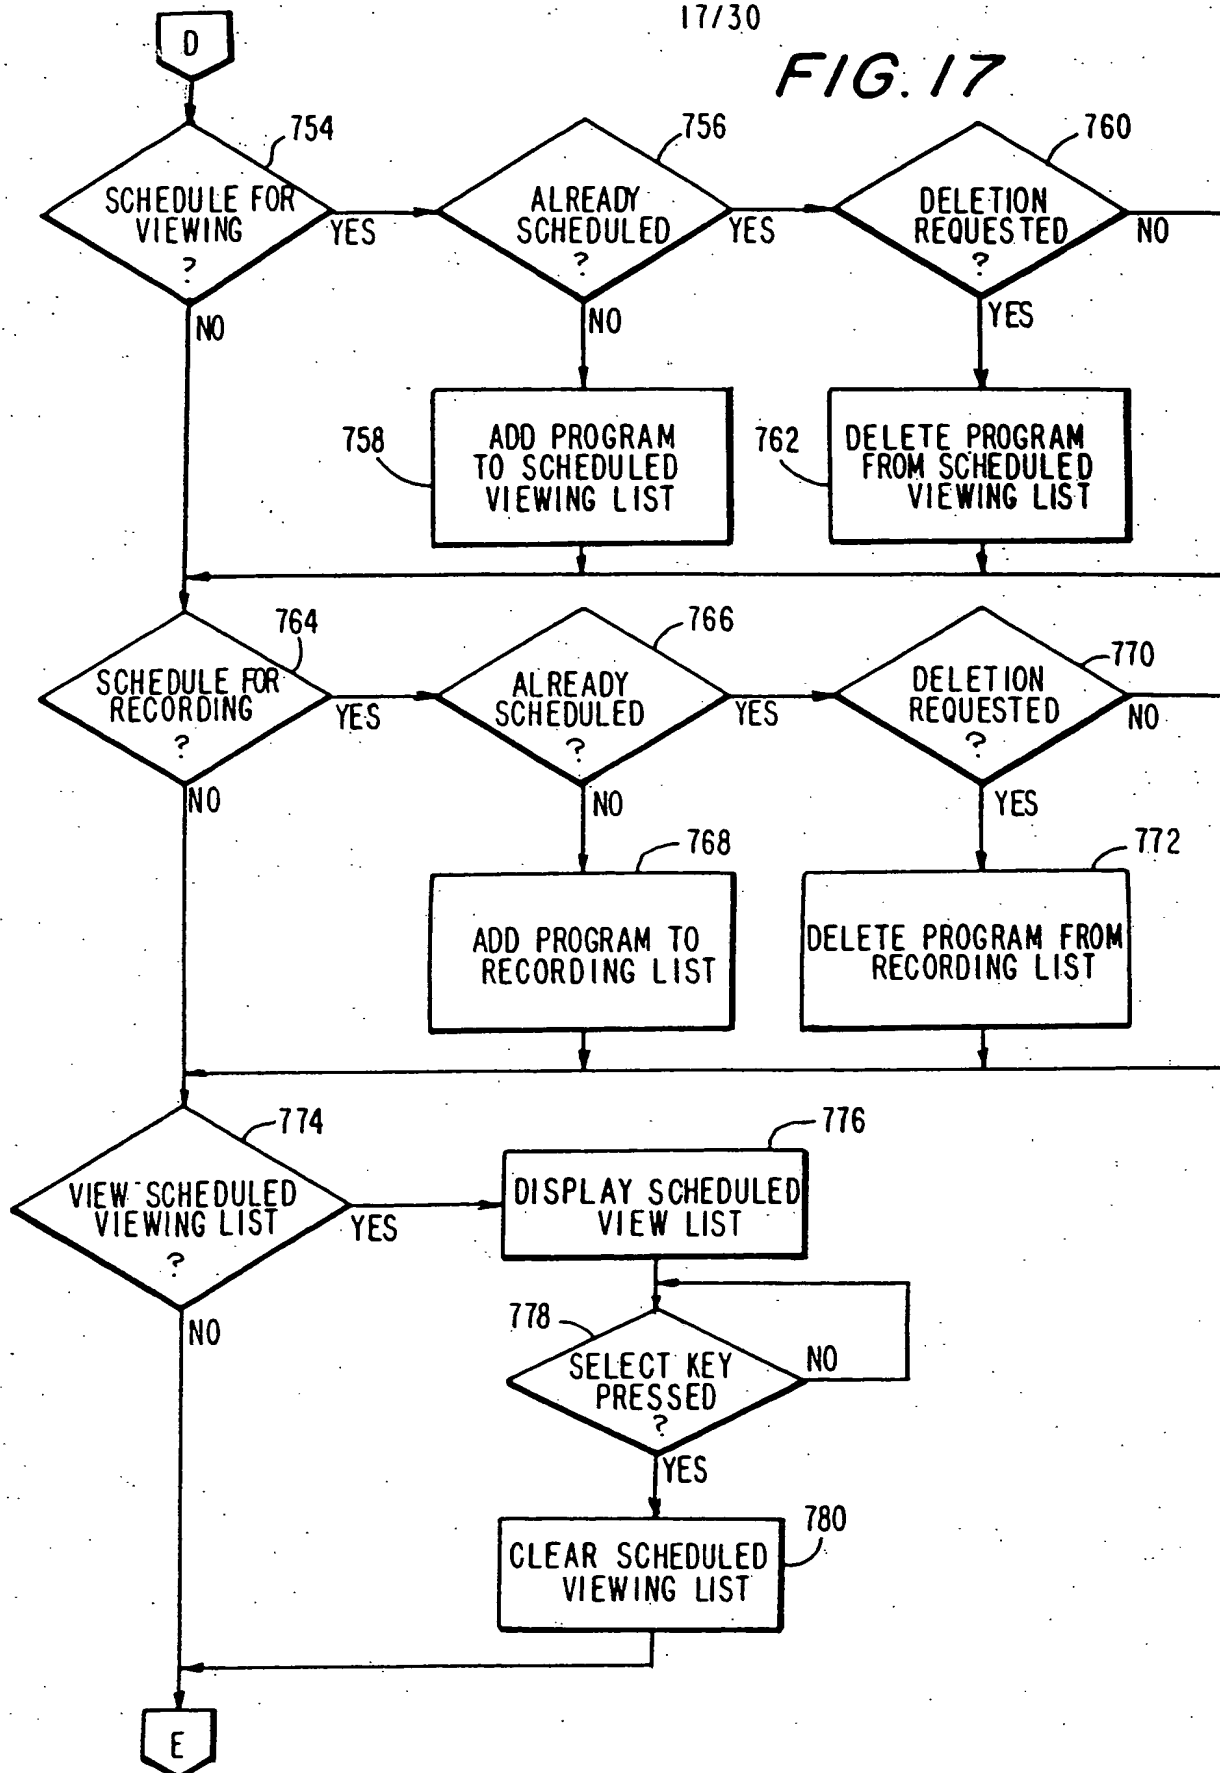 17/30
FIG. 17
D
754
SCHEDULE FOR
VIEWING
?
YES
NO
756
ALREADY
SCHEDULED
?
YES
NO
760
DELETION
REQUESTED
?
NO
YES
758
ADD PROGRAM
TO SCHEDULED
VIEWING LIST
762
DELETE PROGRAM
FROM SCHEDULED
VIEWING LIST
764
SCHEDULE FOR
RECORDING
?
YES
NO
766
ALREADY
SCHEDULED
?
YES
NO
770
DELETION
REQUESTED
?
NO
YES
768
ADD PROGRAM TO
RECORDING LIST
772
DELETE PROGRAM FROM
RECORDING LIST
774
VIEW SCHEDULED
VIEWING LIST
?
YES
NO
776
DISPLAY SCHEDULED
VIEW LIST
778
SELECT KEY
PRESSED
?
NO
YES
780
CLEAR SCHEDULED
VIEWING LIST
E